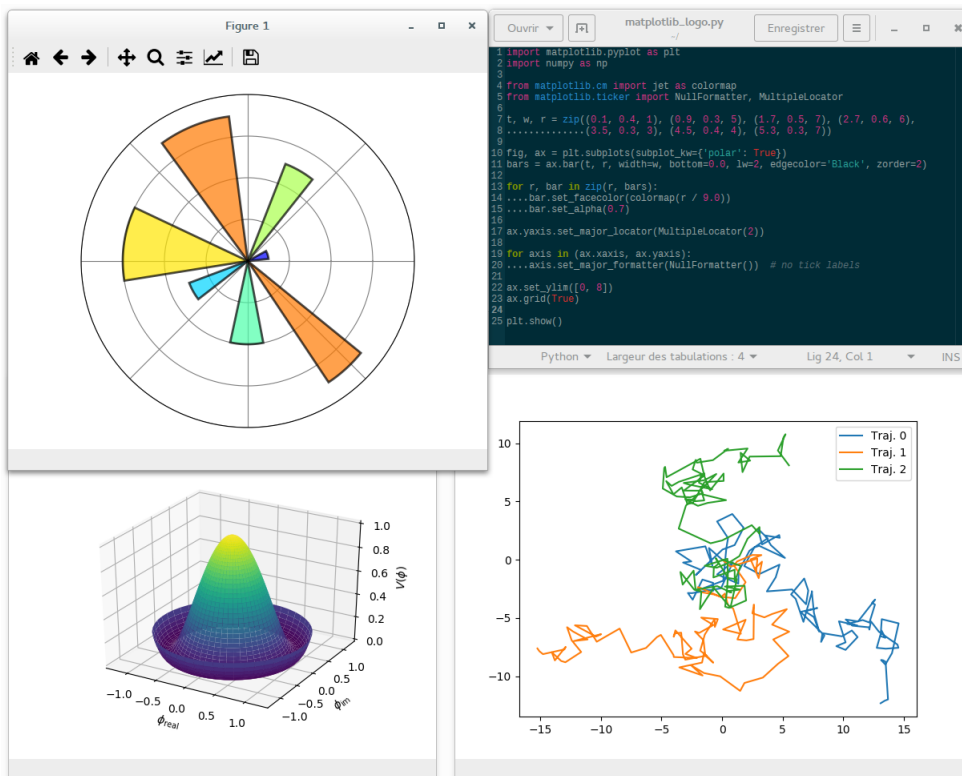 Figure 1
Ouvrir
matplotlib_logo.py
~/
Enregistrer
1 import matplotlib.pyplot as plt
2 import numpy as np
3
4 from matplotlib.cm import jet as colormap
5 from matplotlib.ticker import NullFormatter, MultipleLocator
6
7 t, w, r = zip((0.1, 0.4, 1), (0.9, 0.3, 5), (1.7, 0.5, 7), (2.7, 0.6, 6),
8 ..............(3.5, 0.3, 3), (4.5, 0.4, 4), (5.3, 0.3, 7))
9
10 fig, ax = plt.subplots(subplot_kw={'polar': True})
11 bars = ax.bar(t, r, width=w, bottom=0.0, lw=2, edgecolor='Black', zorder=2)
12
13 for r, bar in zip(r, bars):
14 ....bar.set_facecolor(colormap(r / 9.0))
15 ....bar.set_alpha(0.7)
16
17 ax.yaxis.set_major_locator(MultipleLocator(2))
18
19 for axis in (ax.xaxis, ax.yaxis):
20 ....axis.set_major_formatter(NullFormatter())  # no tick labels
21
22 ax.set_ylim([0, 8])
23 ax.grid(True)
24
25 plt.show()
Python
Largeur des tabulations : 4
Lig 24, Col 1
INS
1.0
0.8
0.6
0.4
0.2
0.0
V(ϕ)
−1.0
−0.5
0.0
0.5
1.0
ϕreal
−1.0
−0.5
0.0
0.5
1.0
ϕim
Traj. 0
Traj. 1
Traj. 2
10
5
0
−5
−10
−15
−10
−5
0
5
10
15